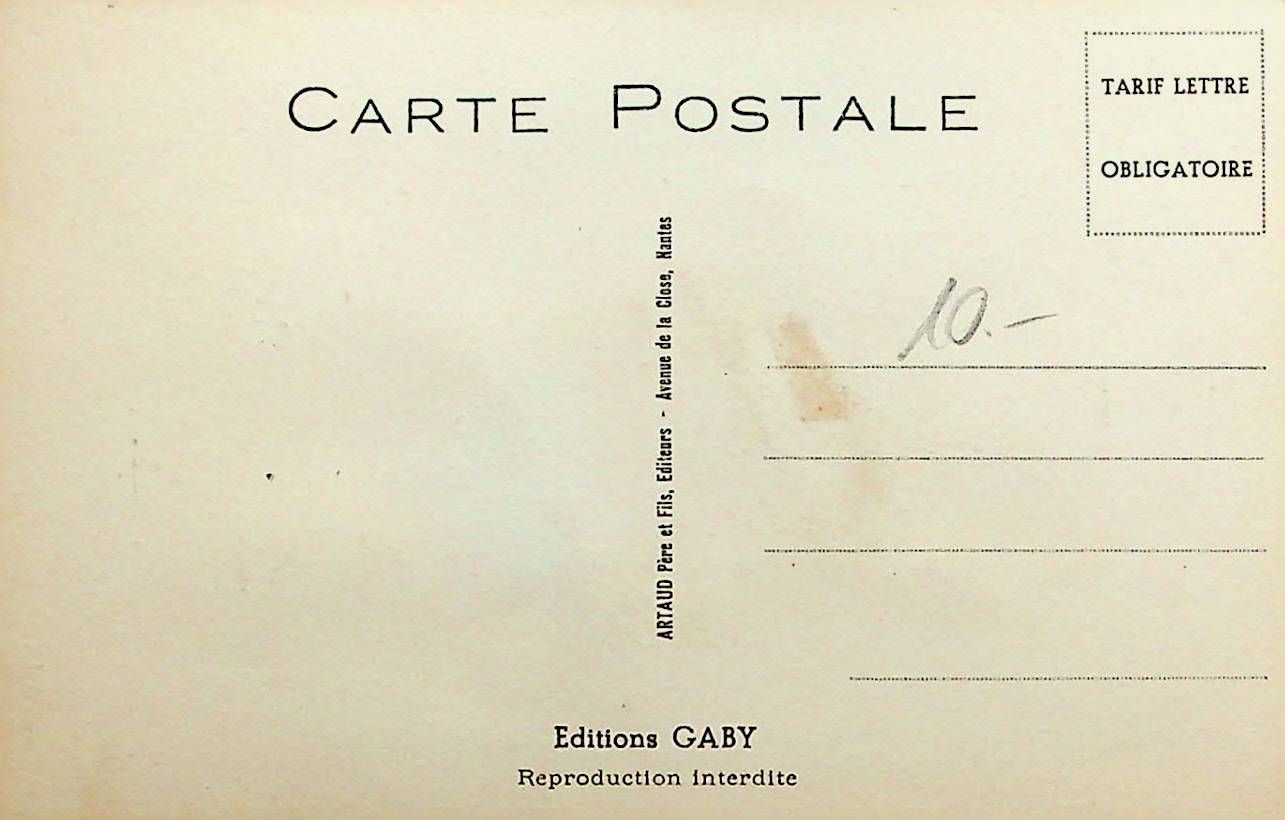 CARTE POSTALE
TARIF LETTRE
OBLIGATOIRE
ARTAUD Père et Fils, Editeurs - Avenue de la Close, Nantes
10.-
Editions GABY
Reproduction interdite